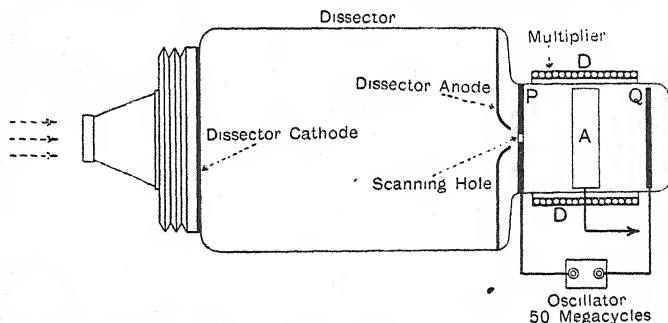 Dissector
Multiplier
D
Dissector Anode
P
Q
A
Dissector Cathode
Scanning Hole
D
Oscillator
50 Megacycles